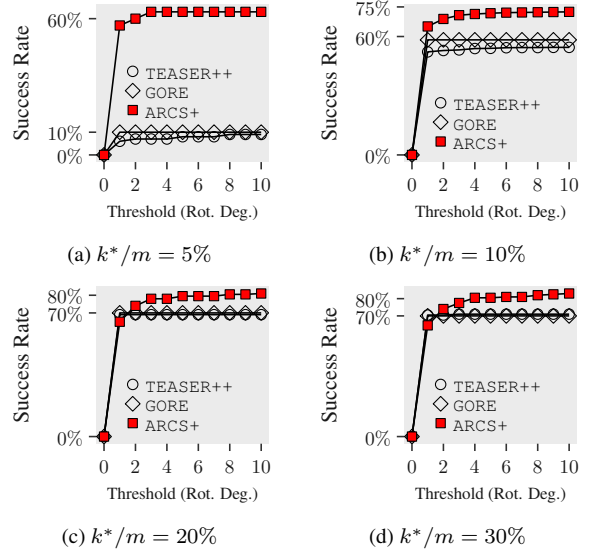 Success Rate
60%
10%
0%
TEASER++
GORE
ARCS+
0 2 4 6 8 10
Threshold (Rot. Deg.)
(a) k*/m = 5%
Success Rate
75%
60%
0%
TEASER++
GORE
ARCS+
0 2 4 6 8 10
Threshold (Rot. Deg.)
(b) k*/m = 10%
Success Rate
80%
70%
0%
TEASER++
GORE
ARCS+
0 2 4 6 8 10
Threshold (Rot. Deg.)
(c) k*/m = 20%
Success Rate
80%
70%
0%
TEASER++
GORE
ARCS+
0 2 4 6 8 10
Threshold (Rot. Deg.)
(d) k*/m = 30%